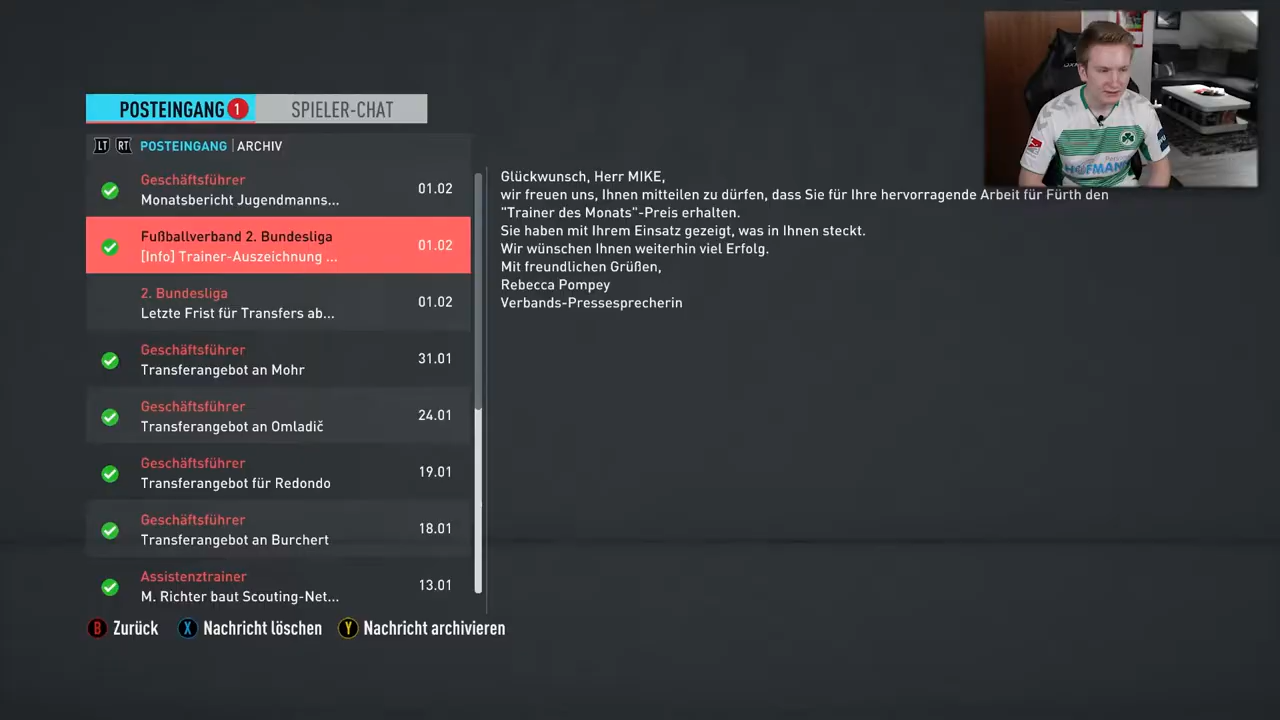 POSTEINGANG 1 SPIELER-CHAT
LT RT POSTEINGANG | ARCHIV
Geschäftsführer
Monatsbericht Jugendmanns... 01.02
Fußballverband 2. Bundesliga
[Info] Trainer-Auszeichnung ... 01.02
2. Bundesliga
Letzte Frist für Transfers ab... 01.02
Geschäftsführer
Transferangebot an Mohr 31.01
Geschäftsführer
Transferangebot an Omladič 24.01
Geschäftsführer
Transferangebot für Redondo 19.01
Geschäftsführer
Transferangebot an Burchert 18.01
Assistenztrainer
M. Richter baut Scouting-Net... 13.01
Glückwunsch, Herr MIKE,
wir freuen uns, Ihnen mitteilen zu dürfen, dass Sie für Ihre hervorragende Arbeit für Fürth den
"Trainer des Monats"-Preis erhalten.
Sie haben mit Ihrem Einsatz gezeigt, was in Ihnen steckt.
Wir wünschen Ihnen weiterhin viel Erfolg.
Mit freundlichen Grüßen,
Rebecca Pompey
Verbands-Pressesprecherin
HOFMANN
B Zurück X Nachricht löschen Y Nachricht archivieren